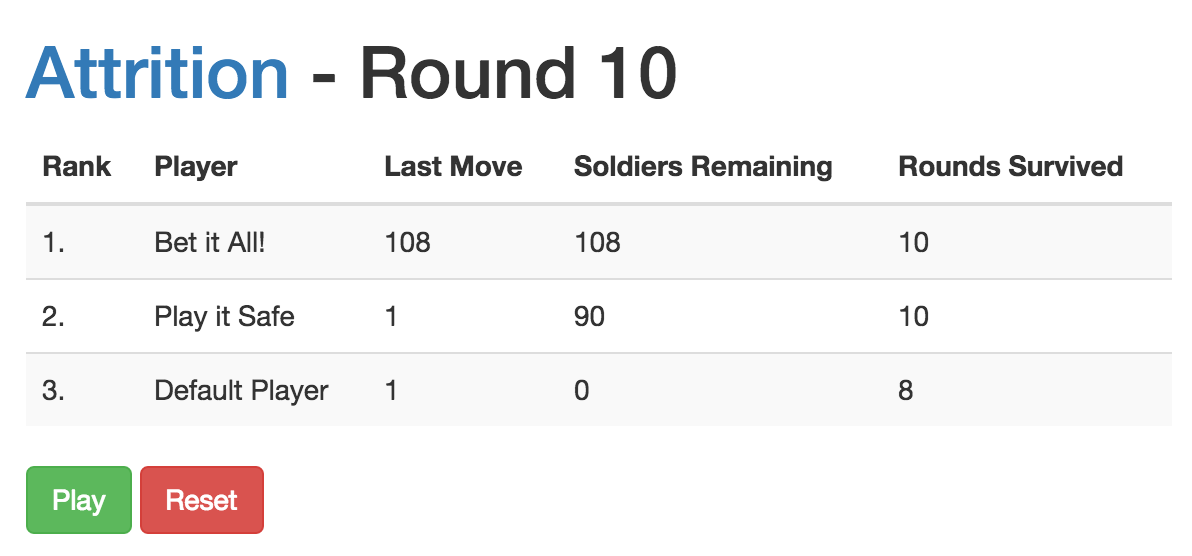 Attrition - Round 10
Rank Player Last Move Soldiers Remaining Rounds Survived
1. Bet it All! 108 108 10
2. Play it Safe 1 90 10
3. Default Player 1 0 8
Play Reset